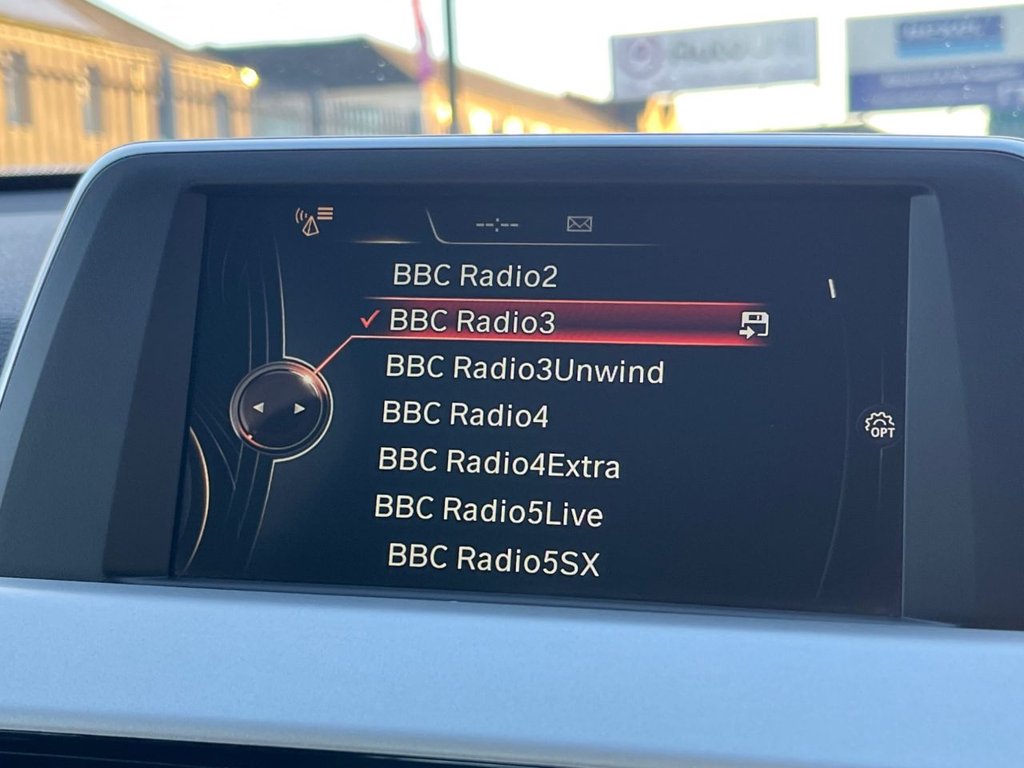 --:--
BBC Radio2
BBC Radio3
BBC Radio3Unwind
BBC Radio4
BBC Radio4Extra
OPT
BBC Radio5Live
BBC Radio5SX